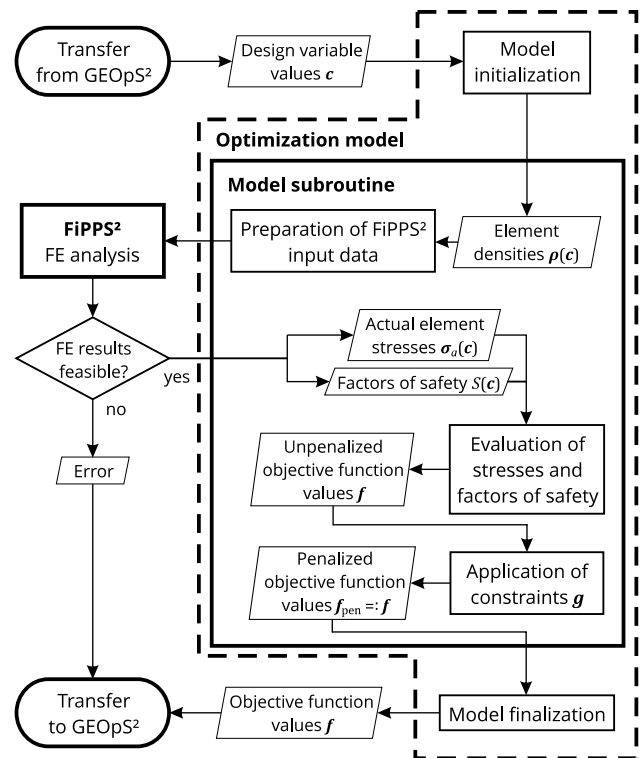 Transfer
from GEOpS²
Design variable
values c
Model
initialization
Optimization model
Model subroutine
FiPPS²
FE analysis
Preparation of FiPPS²
input data
Element
densities ρ(c)
FE results
feasible?
yes
no
Actual element
stresses σₐ(c)
Factors of safety S(c)
Error
Unpenalized
objective function
values f
Evaluation of
stresses and
factors of safety
Penalized
objective function
values f_pen =: f
Application of
constraints g
Transfer
to GEOpS²
Objective function
values f
Model finalization